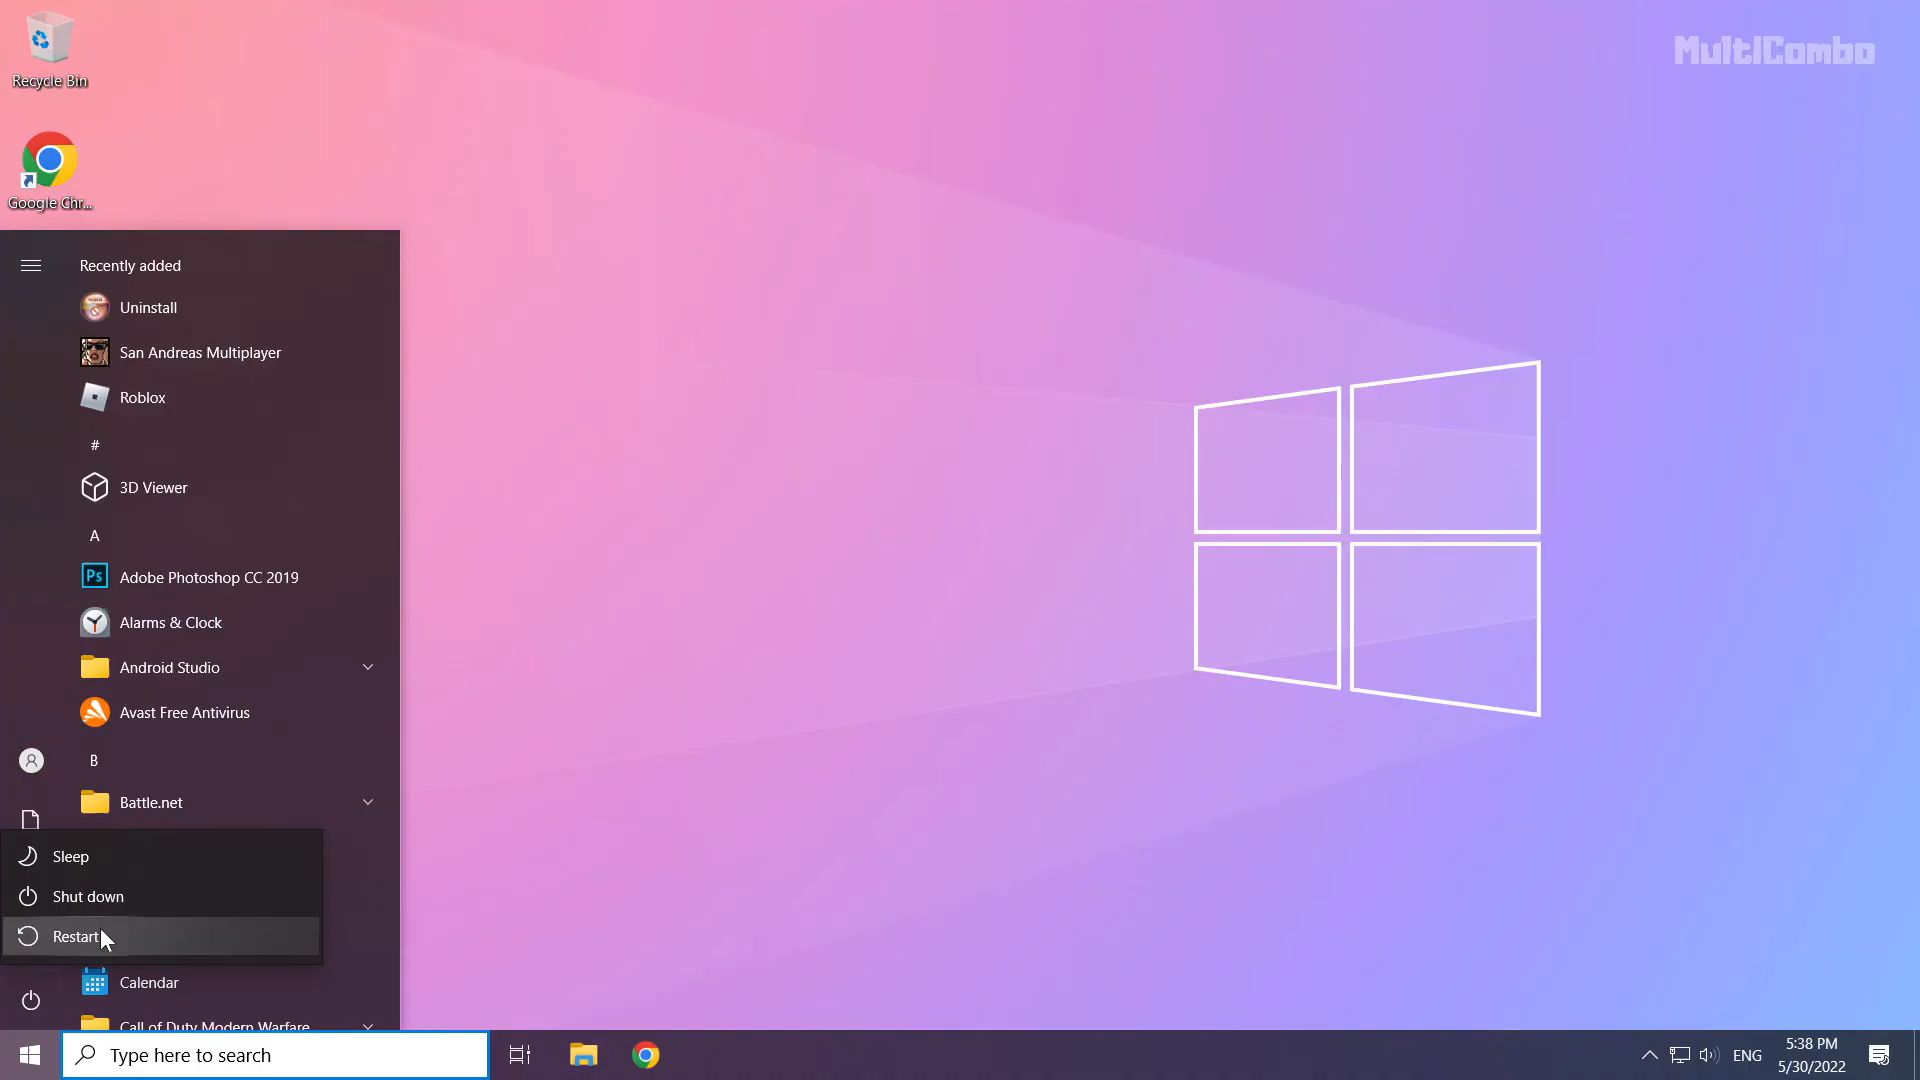 Recycle Bin
MultiCombo
Google Chr...
Recently added
Uninstall
San Andreas Multiplayer
Roblox
#
3D Viewer
A
Ps
Adobe Photoshop CC 2019
Alarms & Clock
Android Studio
Avast Free Antivirus
B
Battle.net
Sleep
Shut down
Restart
Calendar
Call of Duty Modern Warfare
Type here to search
ENG
5:38 PM
5/30/2022